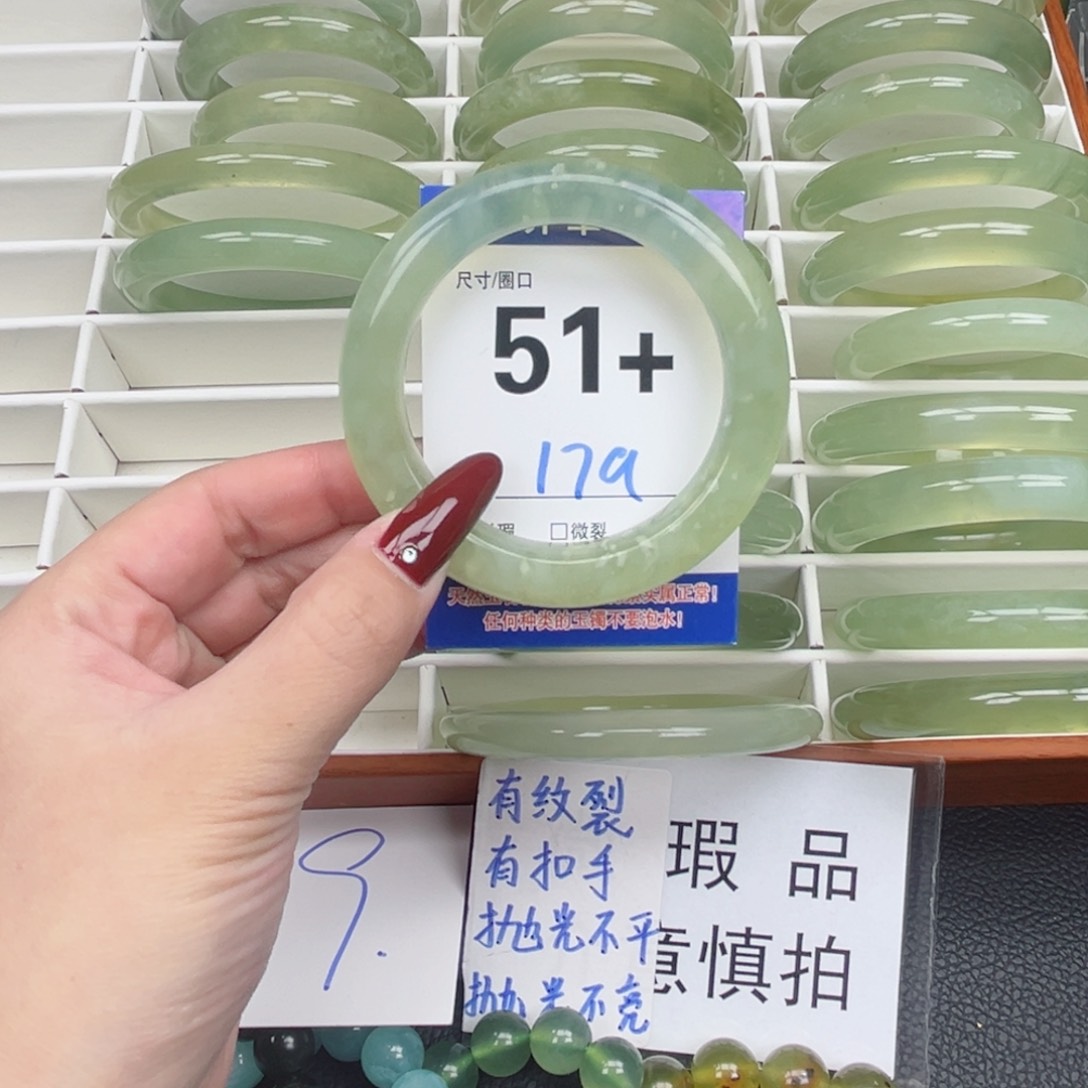 尺寸/圈口
51+
179
瑕 □微裂
任何种类的玉镯不要泡水!
9.
有纹裂
有扣手
抛光不平
抛光不亮
瑕 品
意慎拍